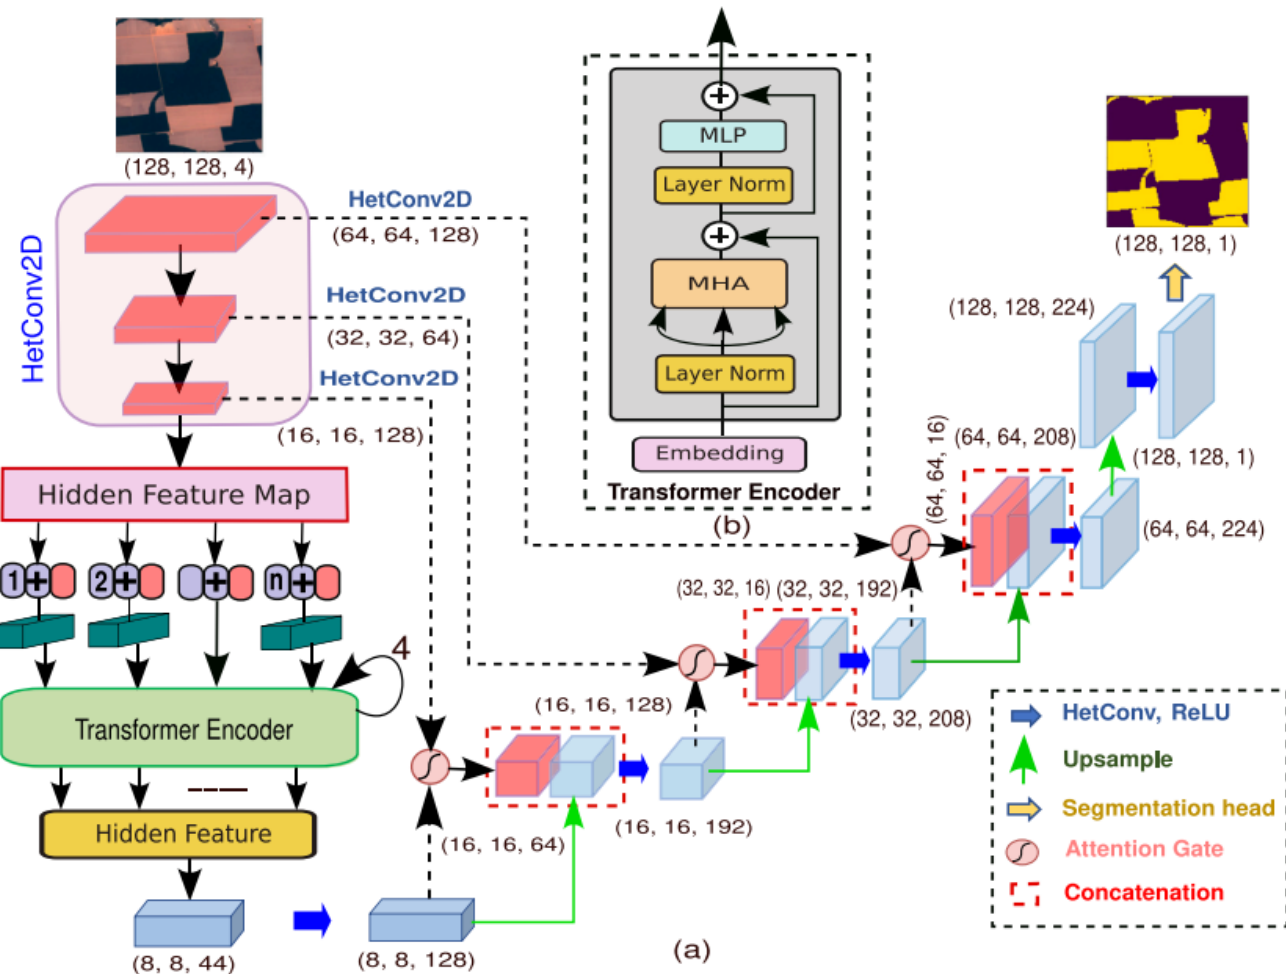 (128, 128, 4)
HetConv2D
HetConv2D
(64, 64, 128)
HetConv2D
(32, 32, 64)
HetConv2D
(16, 16, 128)
Hidden Feature Map
1 + 2 + + n +
4
Transformer Encoder
Hidden Feature
(8, 8, 44)
(8, 8, 128)
(16, 16, 64)
(16, 16, 128)
(16, 16, 192)
(32, 32, 16) (32, 32, 192)
(32, 32, 208)
(64, 64, 16)
(64, 64, 208)
(64, 64, 224)
(128, 128, 224)
(128, 128, 1)
(128, 128, 1)
+
MLP
Layer Norm
+
MHA
Layer Norm
Embedding
Transformer Encoder
(b)
HetConv, ReLU
Upsample
Segmentation head
Attention Gate
Concatenation
(a)